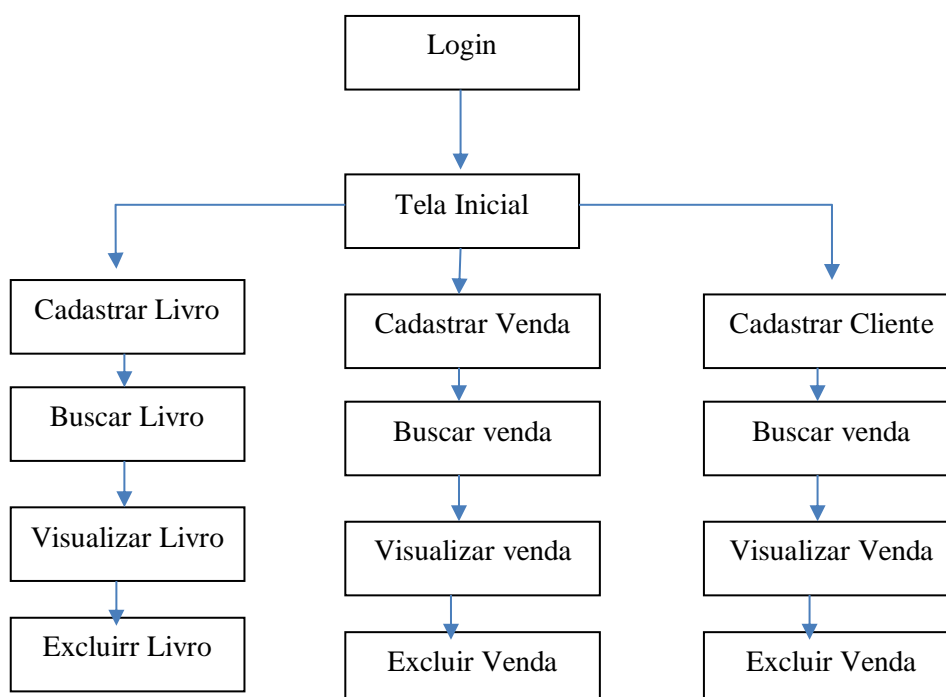 Login
Tela Inicial
Cadastrar Livro
Cadastrar Venda
Cadastrar Cliente
Buscar Livro
Buscar venda
Buscar venda
Visualizar Livro
Visualizar venda
Visualizar Venda
Excluirr Livro
Excluir Venda
Excluir Venda